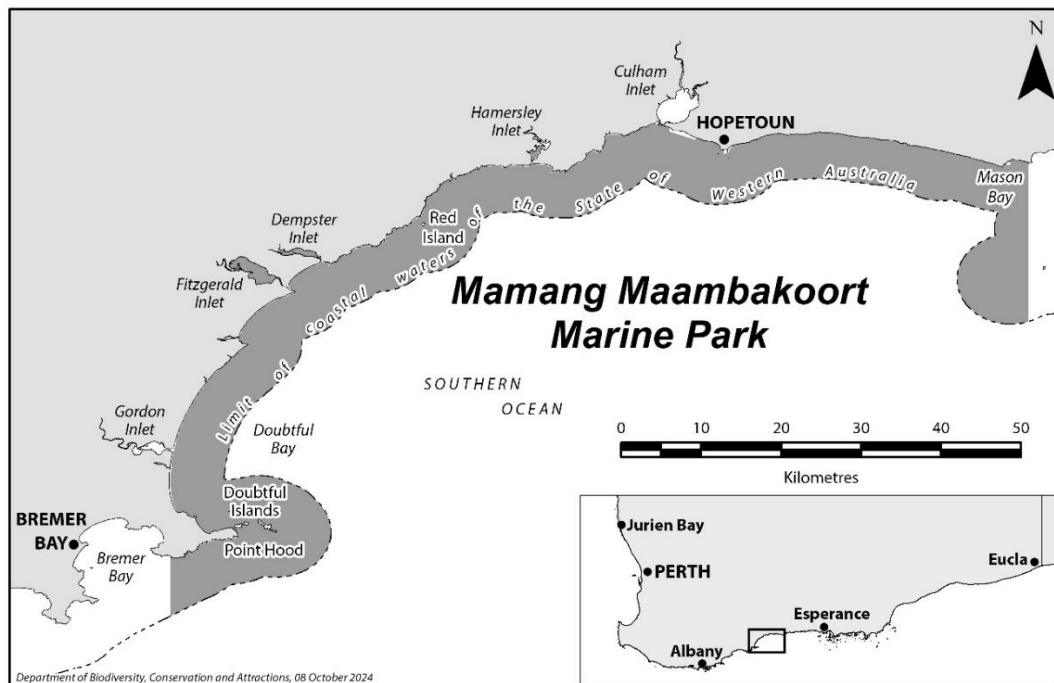 N
Culham
Inlet
Hamersley
Inlet
HOPETOUN
Mason
Bay
Dempster
Inlet
Red
Island
Fitzgerald
Inlet
Limit of coastal waters of the State of Western Australia
Mamang Maambakoort
Marine Park
SOUTHERN
OCEAN
Gordon
Inlet
Doubtful
Bay
0 10 20 30 40 50
Kilometres
Doubtful
Islands
BREMER
BAY
Point Hood
Bremer
Bay
Jurien Bay
PERTH
Eucla
Esperance
Albany
Department of Biodiversity, Conservation and Attractions, 08 October 2024